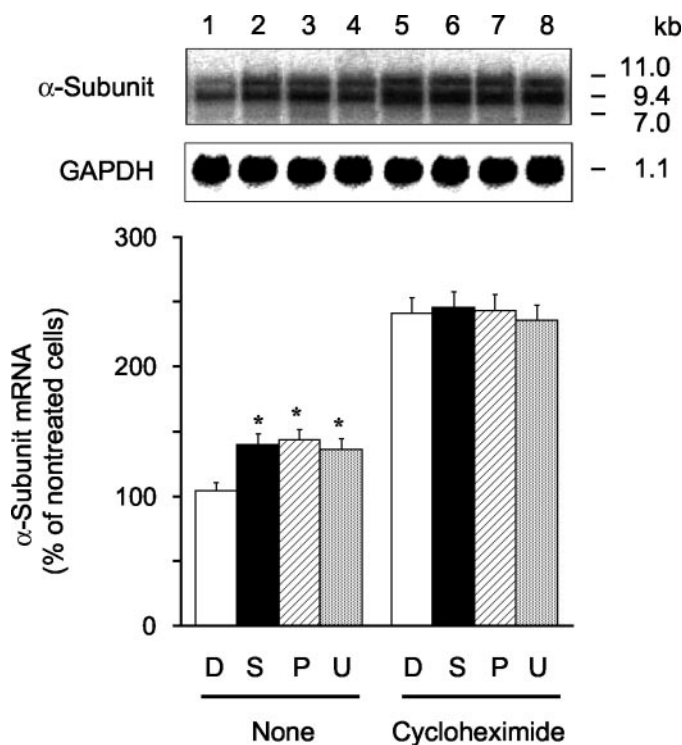 1 2 3 4 5 6 7 8 kb
α-Subunit
11.0
9.4
7.0
GAPDH
1.1
300
200
100
0
α-Subunit mRNA
(% of nontreated cells)
* * *
D S P U D S P U
None Cycloheximide